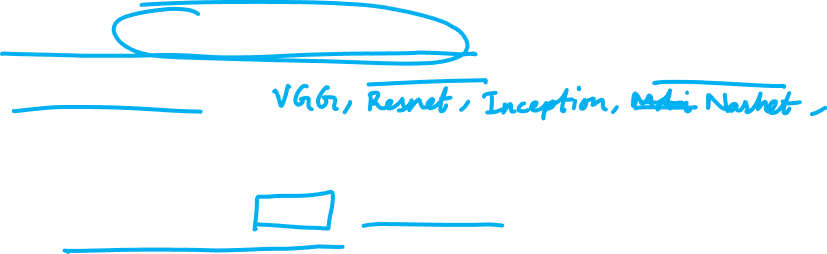 VGG, Resnet, Inception, Nasnet,